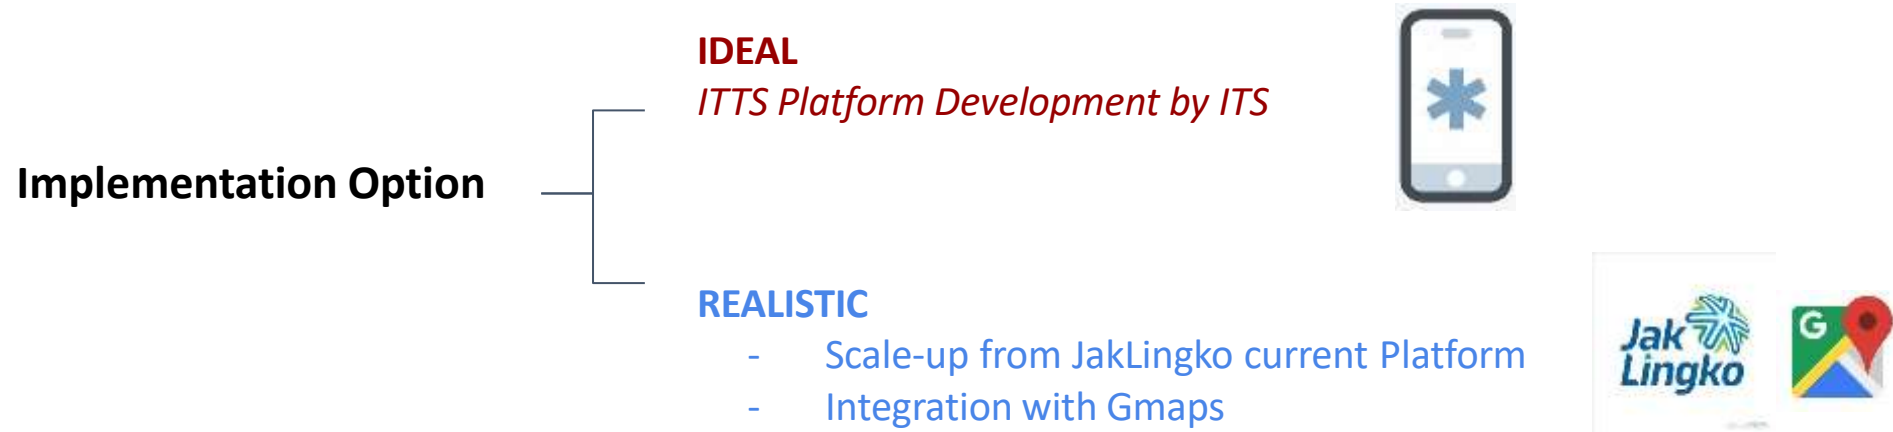 IDEAL
ITTS Platform Development by ITS
Implementation Option
REALISTIC
- Scale-up from JakLingko current Platform
- Integration with Gmaps
Jak
Lingko
G